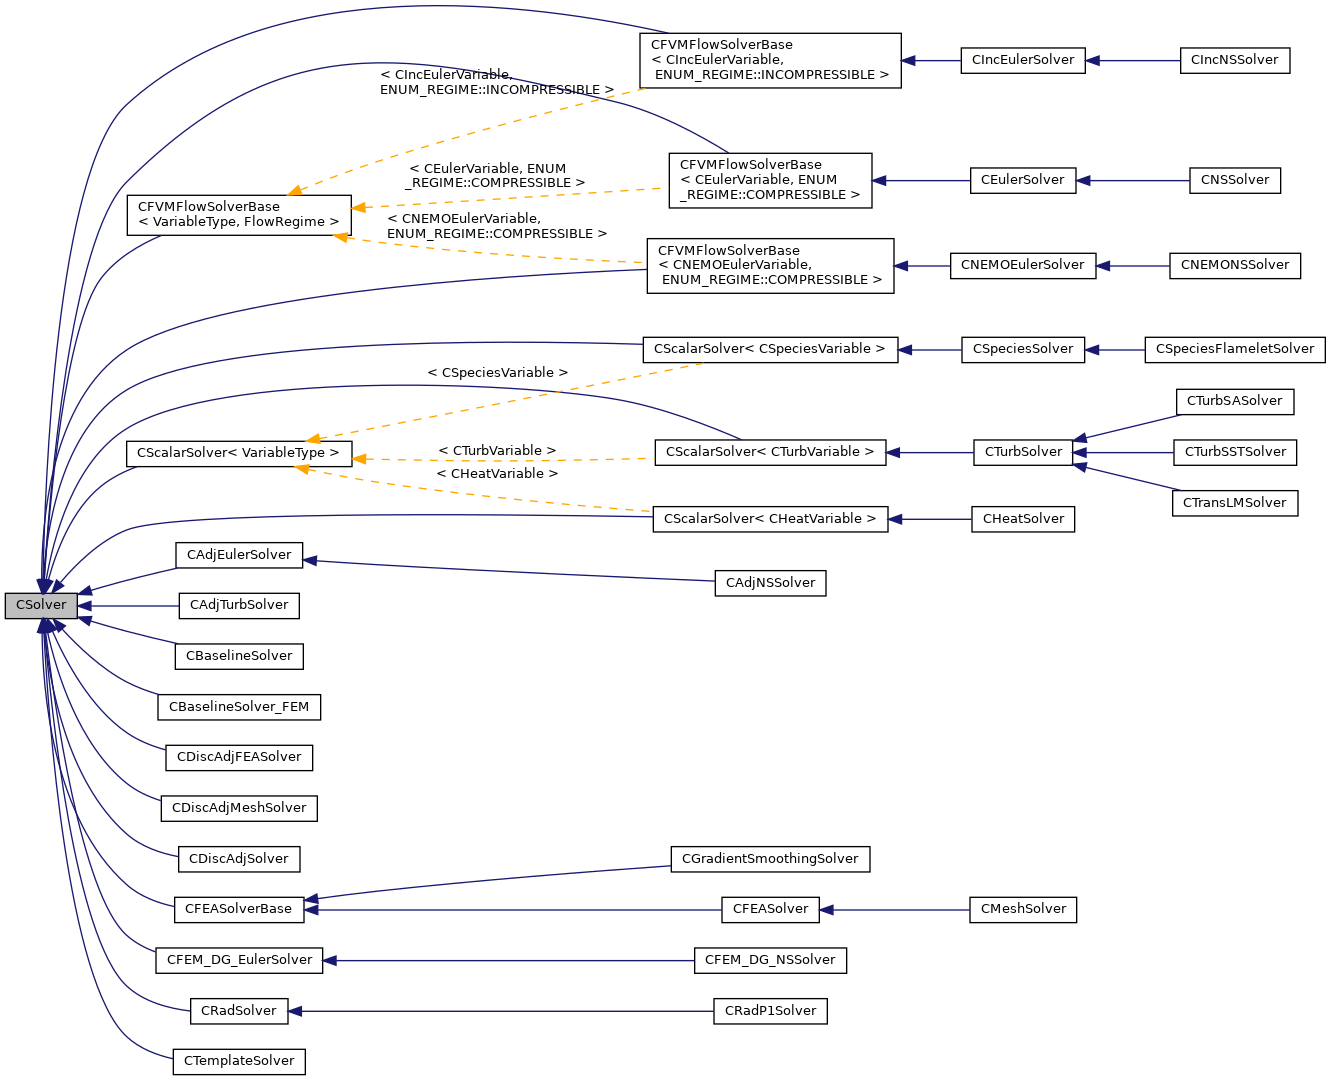 CFVMFlowSolverBase
< CIncEulerVariable,
ENUM_REGIME::INCOMPRESSIBLE >
CIncEulerSolver
CIncNSSolver
< CIncEulerVariable,
ENUM_REGIME::INCOMPRESSIBLE >
CFVMFlowSolverBase
< CEulerVariable, ENUM
_REGIME::COMPRESSIBLE >
CEulerSolver
CNSSolver
< CEulerVariable, ENUM
_REGIME::COMPRESSIBLE >
CFVMFlowSolverBase
< VariableType, FlowRegime >
< CNEMOEulerVariable,
ENUM_REGIME::COMPRESSIBLE >
CFVMFlowSolverBase
< CNEMOEulerVariable,
ENUM_REGIME::COMPRESSIBLE >
CNEMOEulerSolver
CNEMONSSolver
CScalarSolver< CSpeciesVariable >
CSpeciesSolver
CSpeciesFlameletSolver
< CSpeciesVariable >
CTurbSASolver
CScalarSolver< VariableType >
< CTurbVariable >
CScalarSolver< CTurbVariable >
CTurbSolver
CTurbSSTSolver
< CHeatVariable >
CTransLMSolver
CScalarSolver< CHeatVariable >
CHeatSolver
CAdjEulerSolver
CAdjNSSolver
CSolver
CAdjTurbSolver
CBaselineSolver
CBaselineSolver_FEM
CDiscAdjFEASolver
CDiscAdjMeshSolver
CDiscAdjSolver
CGradientSmoothingSolver
CFEASolverBase
CFEASolver
CMeshSolver
CFEM_DG_EulerSolver
CFEM_DG_NSSolver
CRadSolver
CRadP1Solver
CTemplateSolver